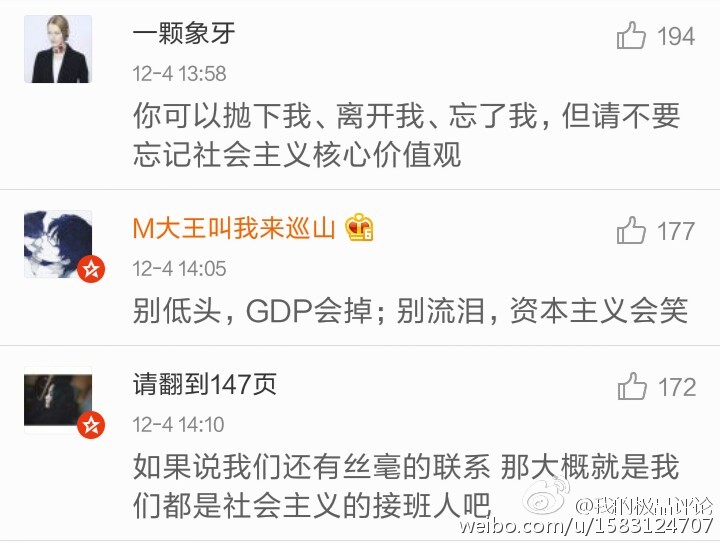 一颗象牙
194
12-4 13:58
你可以抛下我、离开我、忘了我，但请不要
忘记社会主义核心价值观
M大王叫我来巡山
6
177
12-4 14:05
别低头，GDP会掉；别流泪，资本主义会笑
请翻到147页
172
12-4 14:10
如果说我们还有丝毫的联系 那大概就是我
们都是社会主义的接班人吧
@我的极品评论
weibo.com/u/1583124707